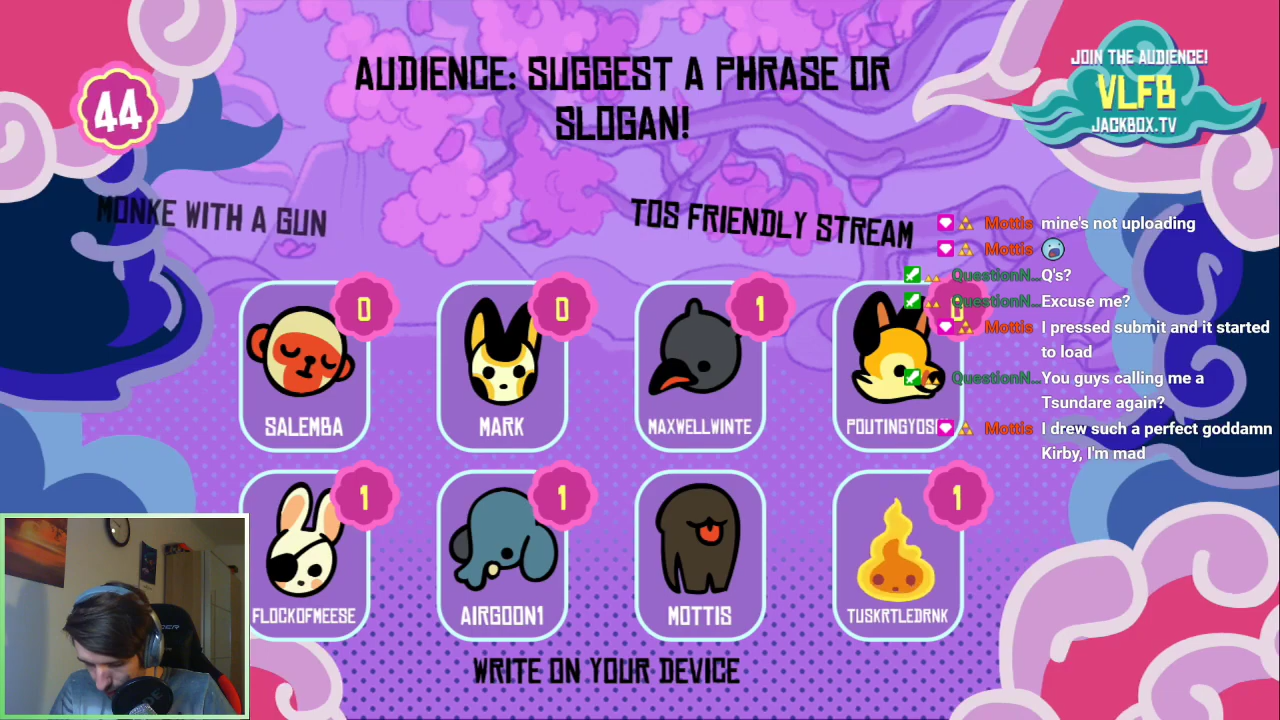 44
AUDIENCE: SUGGEST A PHRASE OR
SLOGAN!
JOIN THE AUDIENCE!
VLFB
JACKBOX.TV
MONKE WITH A GUN
TOS FRIENDLY STREAM
Mottis mine's not uploading
Mottis
QuestionN... Q's?
QuestionN... Excuse me?
Mottis I pressed submit and it started
to load
QuestionN... You guys calling me a
Tsundare again?
Mottis I drew such a perfect goddamn
Kirby, I'm mad
0
0
1
0
SALEMBA
MARK
MAXWELLWINTE
1
1
1
FLOCKOFMEESE
AIRGOON1
MOTTIS
TUSKRTLEDRNK
WRITE ON YOUR DEVICE